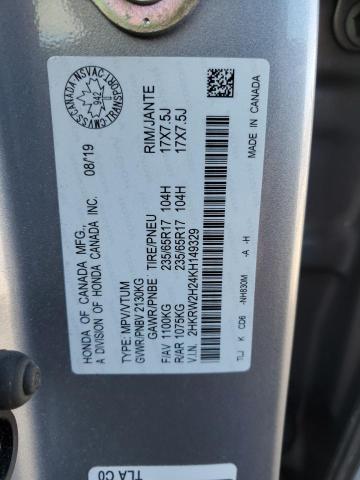 HONDA OF CANADA MFG. 08/19
A DIVISION OF HONDA CANADA INC.
CANADA·NSVAC
942
TRANSPORT
TYPE: MPV/VTUM
GVWR/PNBV 2130KG
GAWR/PNBE TIRE/PNEU RIM/JANTE
F/AV 1100KG 235/65R17 104H 17X7.5J
R/AR 1075KG 235/65R17 104H 17X7.5J
V.I.N. 2HKRW2H24KH149329
MADE IN CANADA
TLJ K CD6 -NH830M -A -H
TLA C0